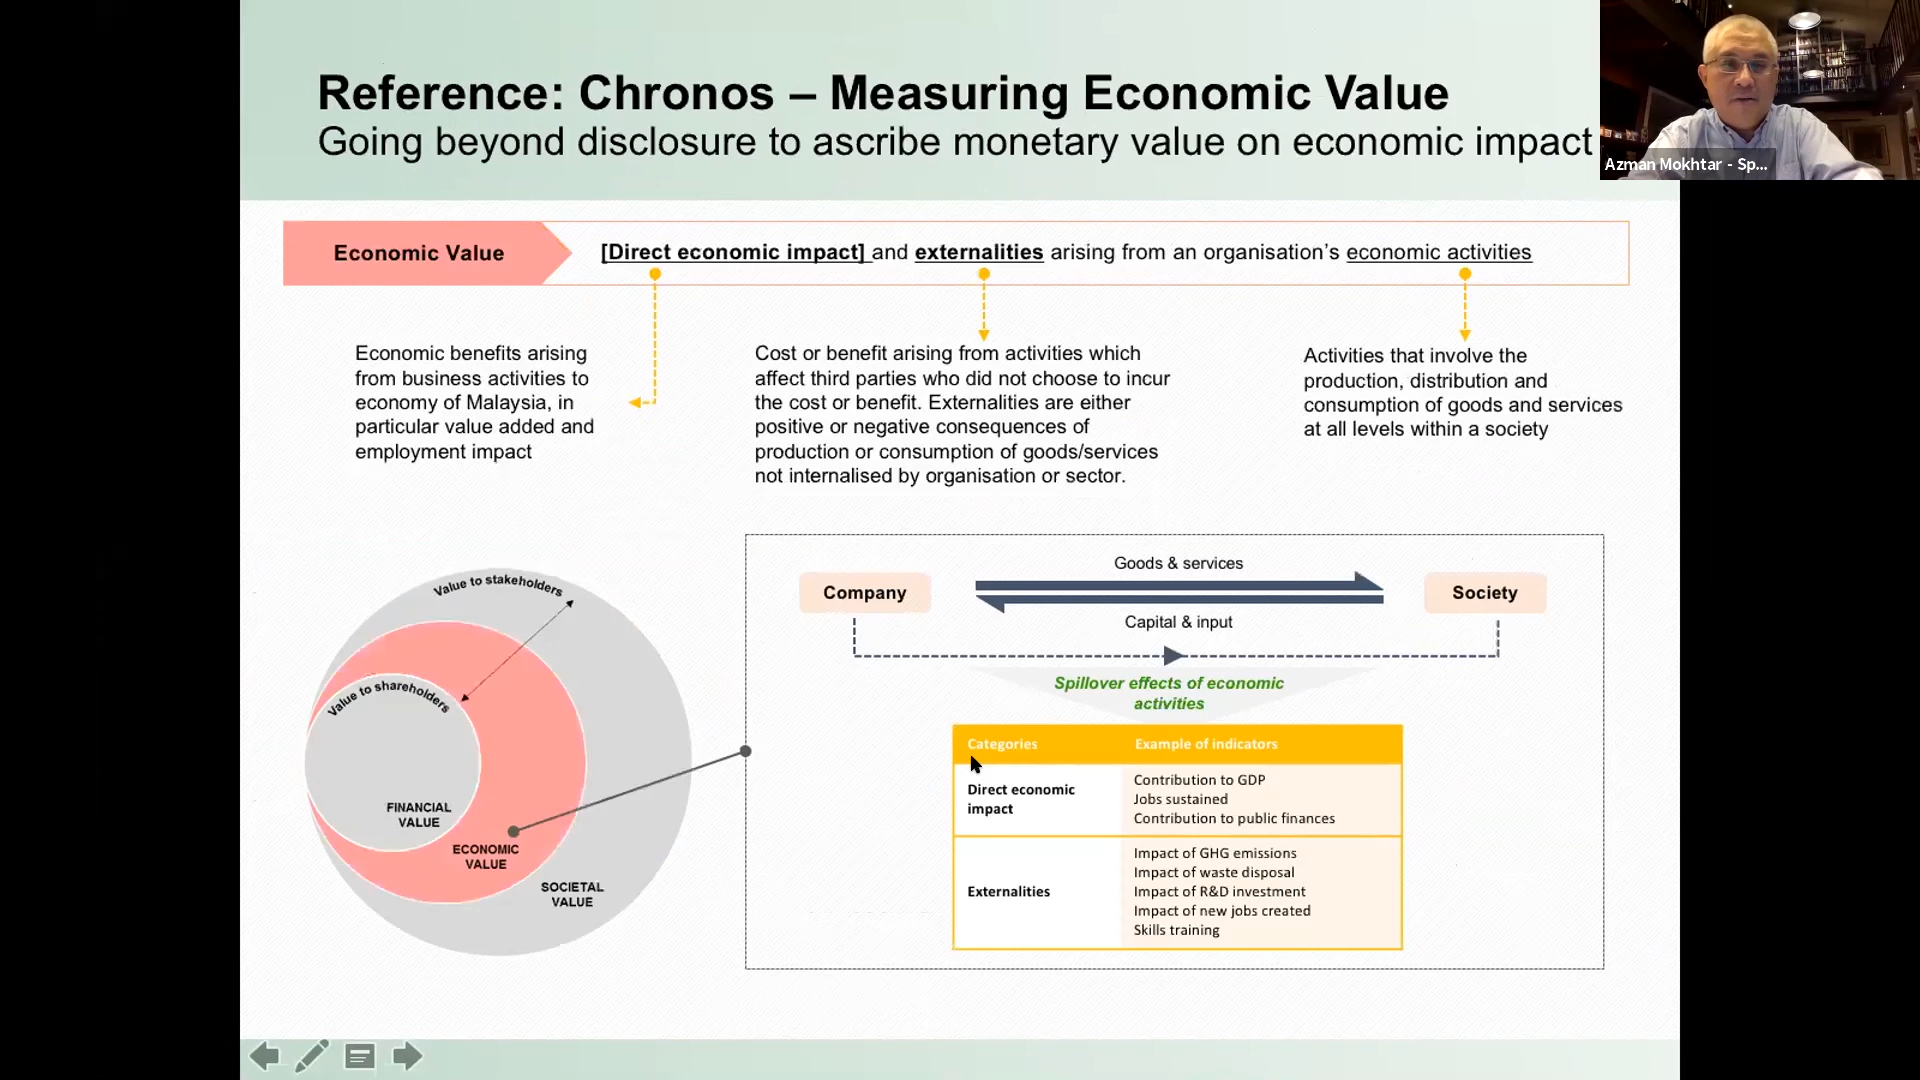 Reference: Chronos – Measuring Economic Value
Going beyond disclosure to ascribe monetary value on economic impact
Azman Mokhtar - Sp...
Economic Value
[Direct economic impact] and externalities arising from an organisation's economic activities
Economic benefits arising
from business activities to
economy of Malaysia, in
particular value added and
employment impact
Cost or benefit arising from activities which
affect third parties who did not choose to incur
the cost or benefit. Externalities are either
positive or negative consequences of
production or consumption of goods/services
not internalised by organisation or sector.
Activities that involve the
production, distribution and
consumption of goods and services
at all levels within a society
Value to stakeholders
Value to shareholders
FINANCIAL
VALUE
ECONOMIC
VALUE
SOCIETAL
VALUE
Goods & services
Company
Society
Capital & input
Spillover effects of economic
activities
Categories
Example of indicators
Direct economic
impact
Contribution to GDP
Jobs sustained
Contribution to public finances
Externalities
Impact of GHG emissions
Impact of waste disposal
Impact of R&D investment
Impact of new jobs created
Skills training